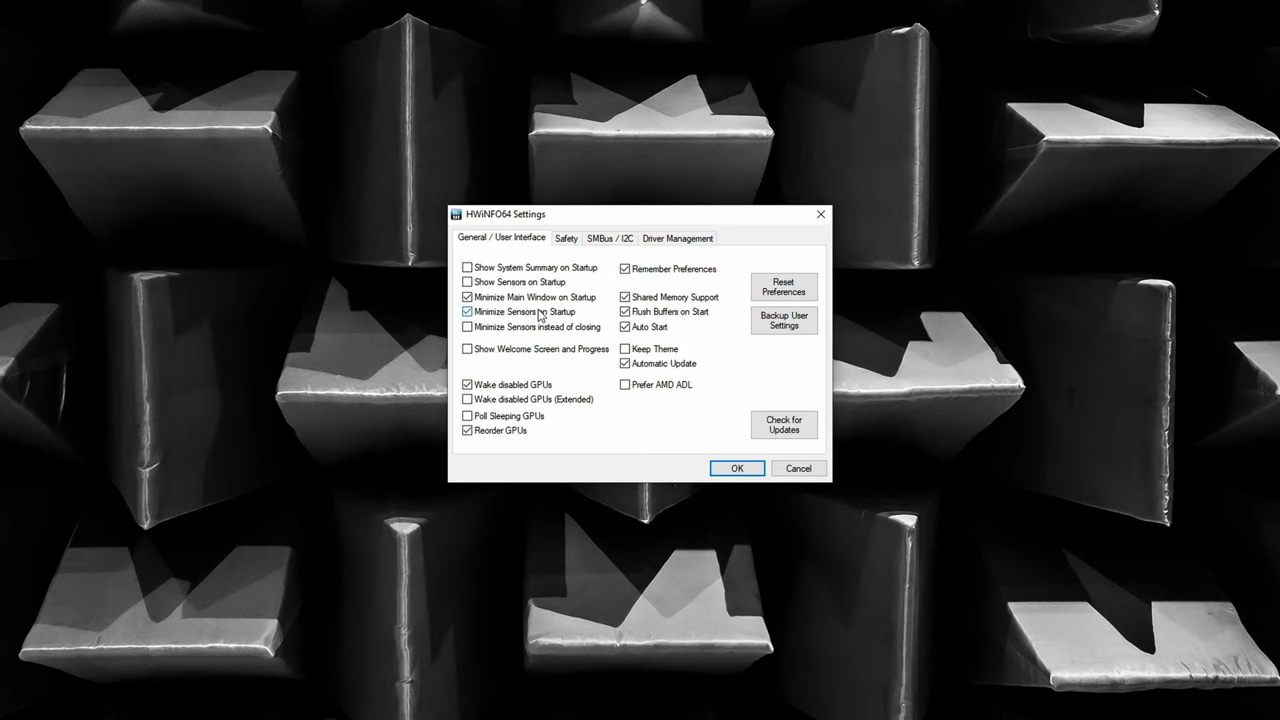 HWiNFO64 Settings
General / User Interface
Safety
SMBus / I2C
Driver Management
Show System Summary on Startup
Show Sensors on Startup
Minimize Main Window on Startup
Minimize Sensors on Startup
Minimize Sensors instead of closing
Show Welcome Screen and Progress
Wake disabled GPUs
Wake disabled GPUs (Extended)
Poll Sleeping GPUs
Reorder GPUs
Remember Preferences
Shared Memory Support
Flush Buffers on Start
Auto Start
Keep Theme
Automatic Update
Prefer AMD ADL
Reset
Preferences
Backup User
Settings
Check for
Updates
OK
Cancel